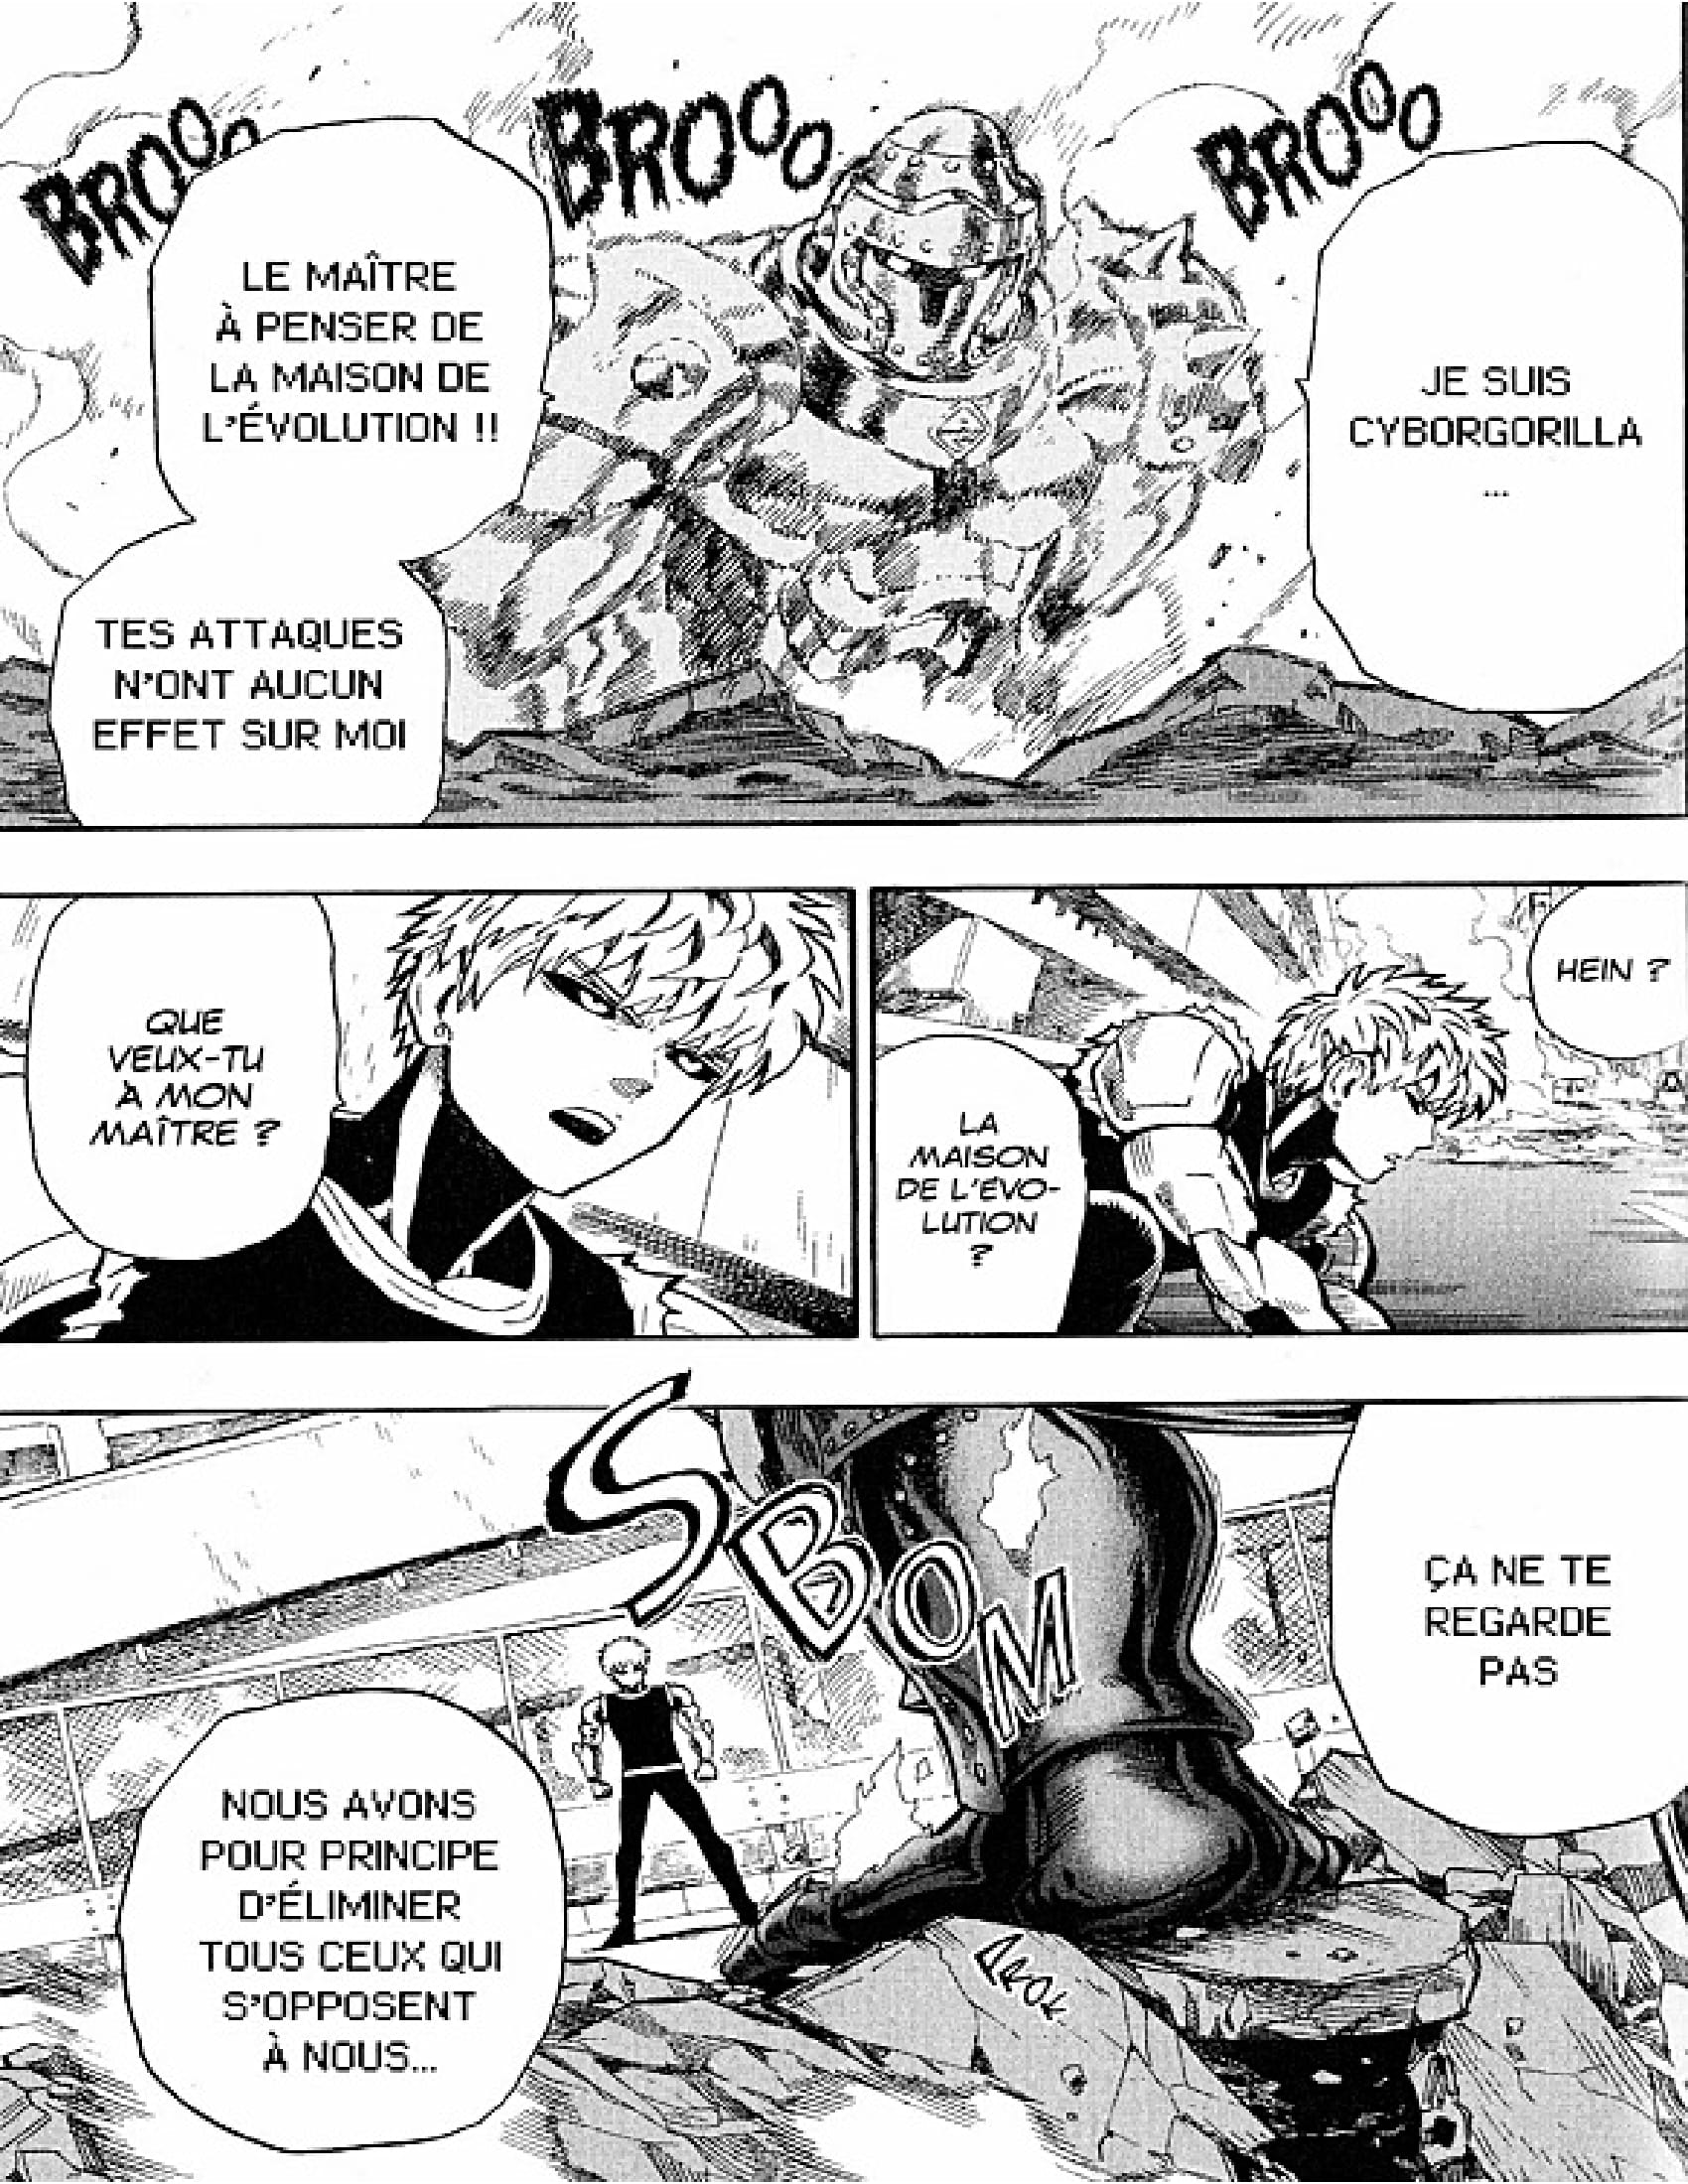 BROOO
JE SUIS
CYBORGORILLA
...
BROOO
BROOO
LE MAÎTRE
À PENSER DE
LA MAISON DE
L'ÉVOLUTION !!
TES ATTAQUES
N'ONT AUCUN
EFFET SUR MOI
HEIN ?
LA
MAISON
DE L'ÉVO-
LUTION
?
QUE
VEUX-TU
À MON
MAÎTRE ?
ÇA NE TE
REGARDE
PAS
SBOM
NOUS AVONS
POUR PRINCIPE
D'ÉLIMINER
TOUS CEUX QUI
S'OPPOSENT
À NOUS...